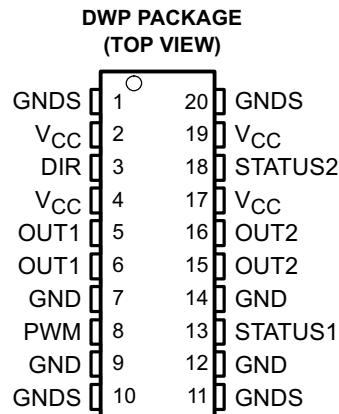 DWP PACKAGE
(TOP VIEW)
GNDS 1 20 GNDS
VCC 2 19 VCC
DIR 3 18 STATUS2
VCC 4 17 VCC
OUT1 5 16 OUT2
OUT1 6 15 OUT2
GND 7 14 GND
PWM 8 13 STATUS1
GND 9 12 GND
GNDS 10 11 GNDS